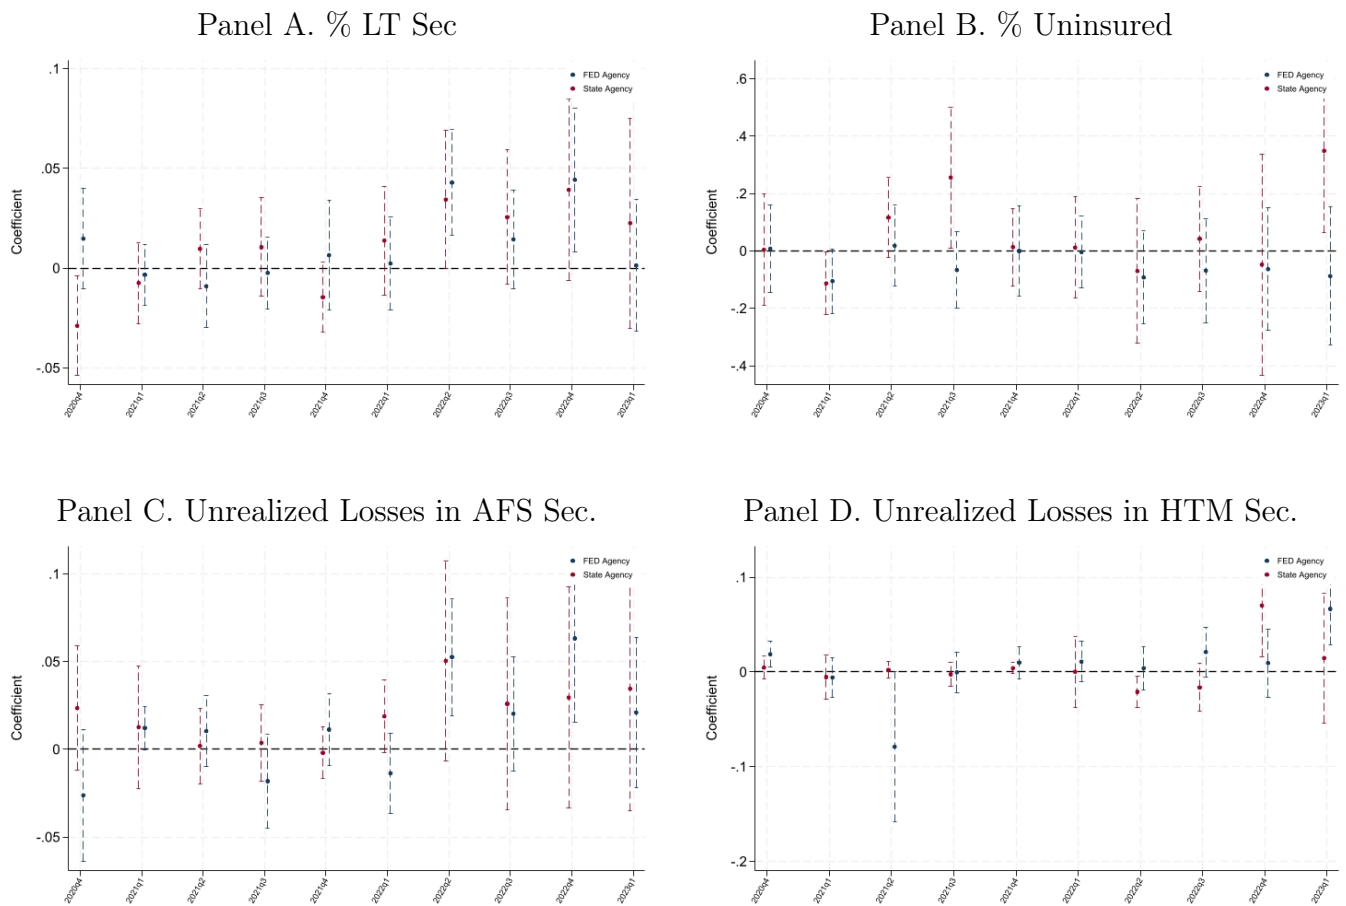 Panel A. % LT Sec
.1
.05
0
-.05
Coefficient
FED Agency
State Agency
2020q4
2021q1
2021q2
2021q3
2021q4
2022q1
2022q2
2022q3
2022q4
2023q1
Panel B. % Uninsured
.6
.4
.2
0
-.2
-.4
Coefficient
FED Agency
State Agency
2020q4
2021q1
2021q2
2021q3
2021q4
2022q1
2022q2
2022q3
2022q4
2023q1
Panel C. Unrealized Losses in AFS Sec.
.1
.05
0
-.05
Coefficient
FED Agency
State Agency
2020q4
2021q1
2021q2
2021q3
2021q4
2022q1
2022q2
2022q3
2022q4
2023q1
Panel D. Unrealized Losses in HTM Sec.
.1
0
-.1
-.2
Coefficient
FED Agency
State Agency
2020q4
2021q1
2021q2
2021q3
2021q4
2022q1
2022q2
2022q3
2022q4
2023q1